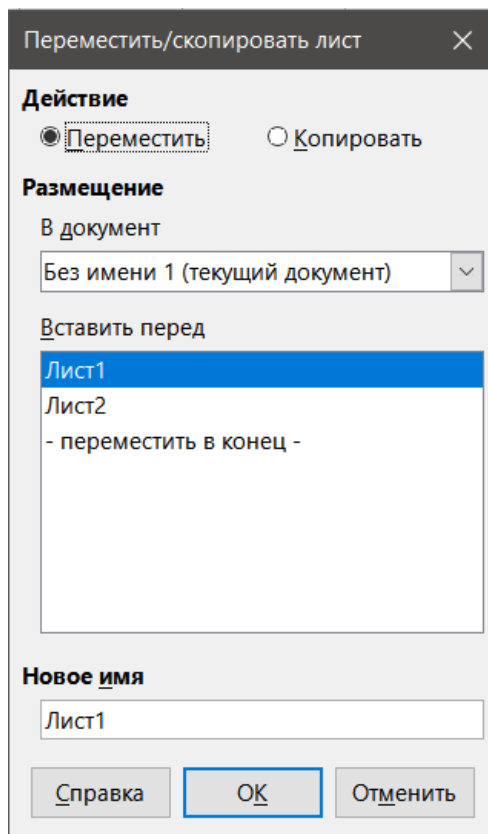 Переместить/скопировать лист
Действие
Переместить Копировать
Размещение
В документ
Без имени 1 (текущий документ)
Вставить перед
Лист1
Лист2
- переместить в конец -
Новое имя
Лист1
Справка ОК Отменить